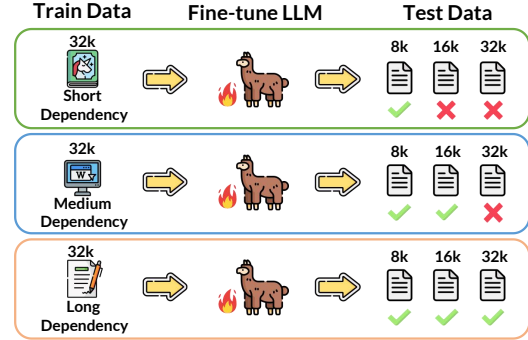 Train Data Fine-tune LLM Test Data
32k
Short
Dependency
8k 16k 32k
32k
W
Medium
Dependency
8k 16k 32k
32k
Long
Dependency
8k 16k 32k